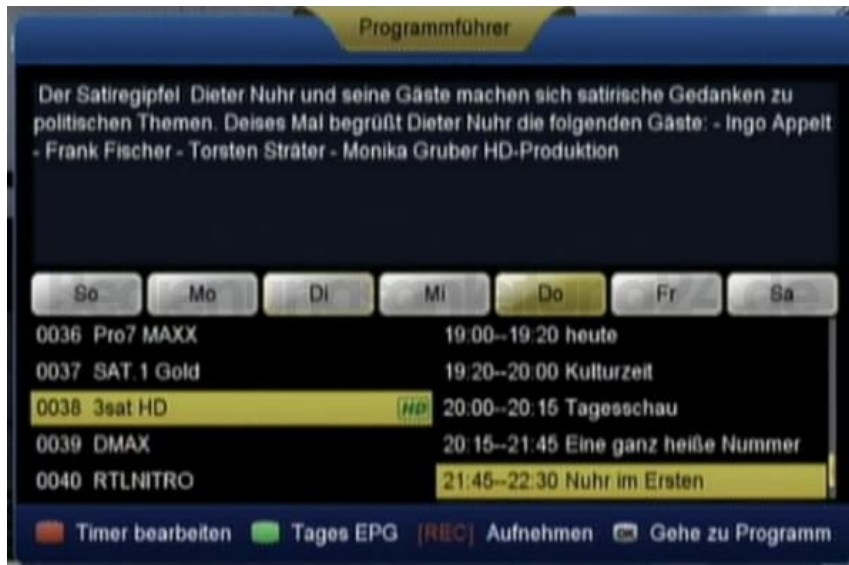 Programmführer
Der Satiregipfel Dieter Nuhr und seine Gäste machen sich satirische Gedanken zu
politischen Themen. Deises Mal begrüßt Dieter Nuhr die folgenden Gäste: - Ingo Appelt
- Frank Fischer - Torsten Sträter - Monika Gruber HD-Produktion
So Mo Di Mi Do Fr Sa
0036 Pro7 MAXX 19:00--19:20 heute
0037 SAT.1 Gold 19:20--20:00 Kulturzeit
0038 3sat HD HD 20:00--20:15 Tagesschau
0039 DMAX 20:15--21:45 Eine ganz heiße Nummer
0040 RTLNITRO 21:45--22:30 Nuhr im Ersten
Timer bearbeiten Tages EPG [REC] Aufnehmen OK Gehe zu Programm